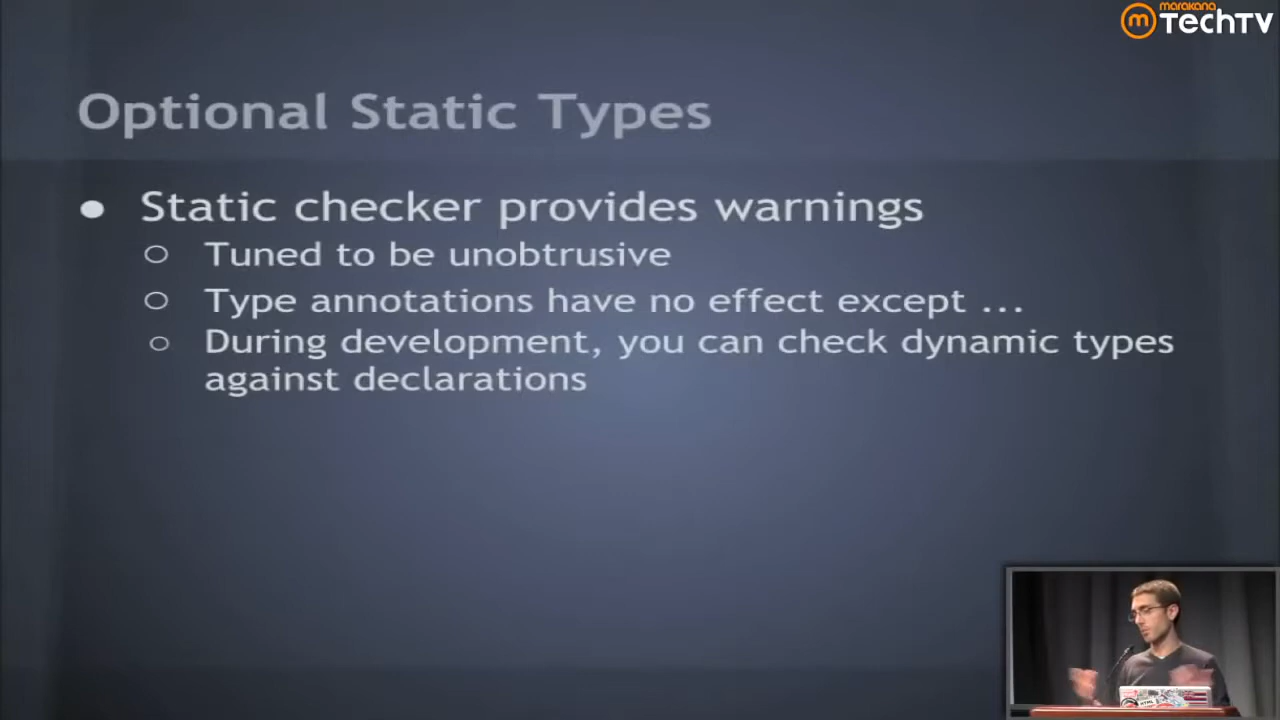 marakana
TechTV
Optional Static Types
● Static checker provides warnings
○ Tuned to be unobtrusive
○ Type annotations have no effect except ...
○ During development, you can check dynamic types
against declarations
HTML